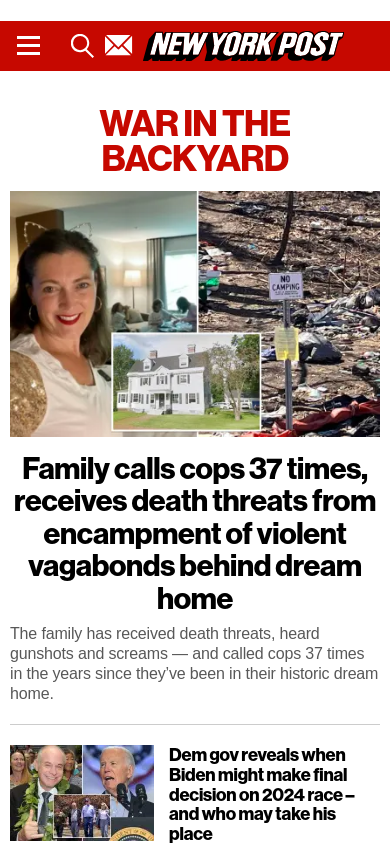 NEW YORK POST
WAR IN THE
BACKYARD
NO
CAMPING
Family calls cops 37 times,
receives death threats from
encampment of violent
vagabonds behind dream
home
The family has received death threats, heard
gunshots and screams — and called cops 37 times
in the years since they’ve been in their historic dream
home.
Dem gov reveals when
Biden might make final
decision on 2024 race –
and who may take his
place